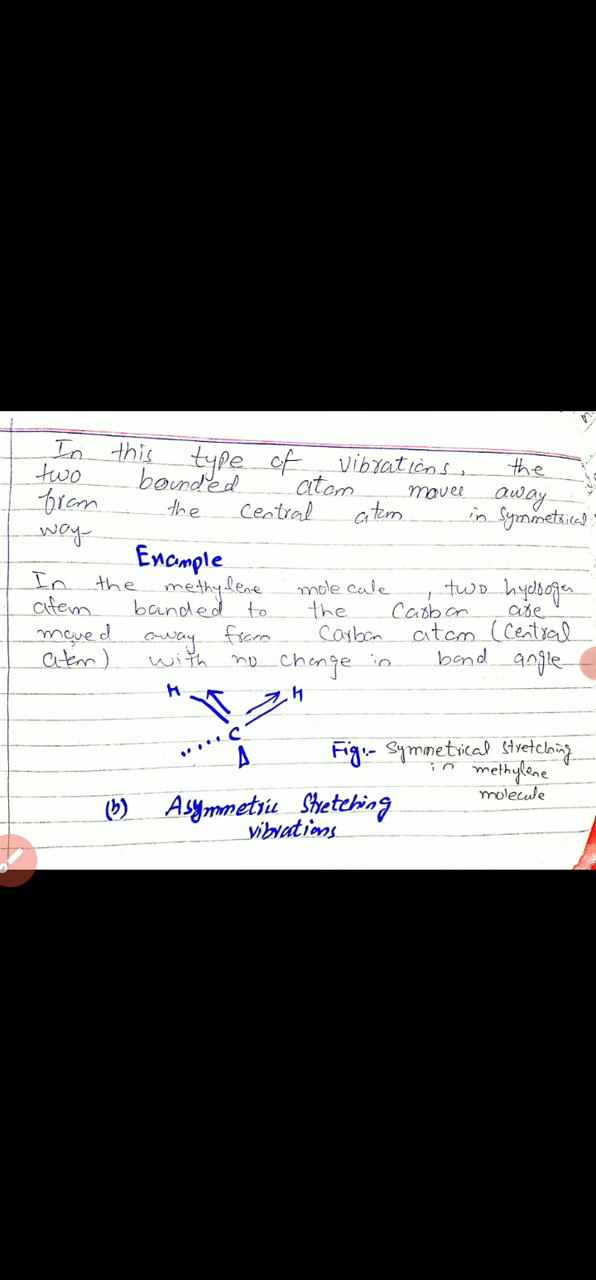 In this type of vibrations, the
two bounded atom moves away
from the central atom in symmetrical
way
Example
In the methylene molecule, two hydrogen
atom bonded to the Carbon are
moved away from Carbon atom (Central
atom) with no change in bond angle
H H
C
Fig:- Symmetrical Stretching
in methylene
molecule
(b) Asymmetric Stretching
vibrations